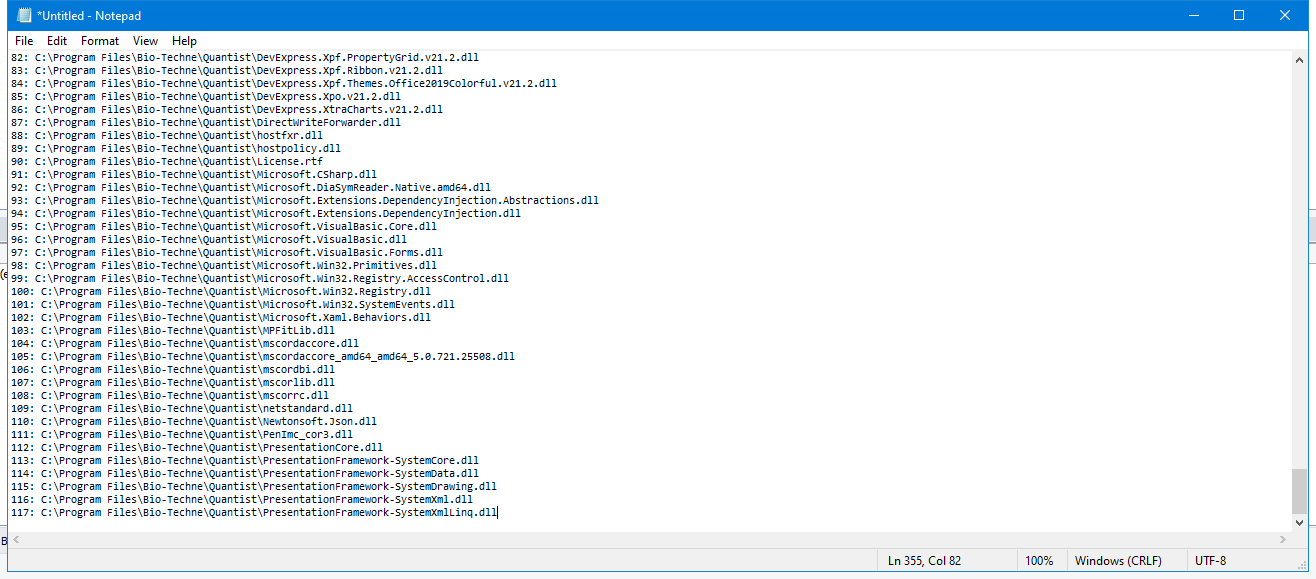 *Untitled - Notepad
File Edit Format View Help
82: C:\Program Files\Bio-Techne\Quantist\DevExpress.Xpf.PropertyGrid.v21.2.dll
83: C:\Program Files\Bio-Techne\Quantist\DevExpress.Xpf.Ribbon.v21.2.dll
84: C:\Program Files\Bio-Techne\Quantist\DevExpress.Xpf.Themes.Office2019Colorful.v21.2.dll
85: C:\Program Files\Bio-Techne\Quantist\DevExpress.Xpo.v21.2.dll
86: C:\Program Files\Bio-Techne\Quantist\DevExpress.XtraCharts.v21.2.dll
87: C:\Program Files\Bio-Techne\Quantist\DirectWriteForwarder.dll
88: C:\Program Files\Bio-Techne\Quantist\hostfxr.dll
89: C:\Program Files\Bio-Techne\Quantist\hostpolicy.dll
90: C:\Program Files\Bio-Techne\Quantist\License.rtf
91: C:\Program Files\Bio-Techne\Quantist\Microsoft.CSharp.dll
92: C:\Program Files\Bio-Techne\Quantist\Microsoft.DiaSymReader.Native.amd64.dll
93: C:\Program Files\Bio-Techne\Quantist\Microsoft.Extensions.DependencyInjection.Abstractions.dll
94: C:\Program Files\Bio-Techne\Quantist\Microsoft.Extensions.DependencyInjection.dll
95: C:\Program Files\Bio-Techne\Quantist\Microsoft.VisualBasic.Core.dll
96: C:\Program Files\Bio-Techne\Quantist\Microsoft.VisualBasic.dll
97: C:\Program Files\Bio-Techne\Quantist\Microsoft.VisualBasic.Forms.dll
98: C:\Program Files\Bio-Techne\Quantist\Microsoft.Win32.Primitives.dll
99: C:\Program Files\Bio-Techne\Quantist\Microsoft.Win32.Registry.AccessControl.dll
100: C:\Program Files\Bio-Techne\Quantist\Microsoft.Win32.Registry.dll
101: C:\Program Files\Bio-Techne\Quantist\Microsoft.Win32.SystemEvents.dll
102: C:\Program Files\Bio-Techne\Quantist\Microsoft.Xaml.Behaviors.dll
103: C:\Program Files\Bio-Techne\Quantist\MPFitLib.dll
104: C:\Program Files\Bio-Techne\Quantist\mscordaccore.dll
105: C:\Program Files\Bio-Techne\Quantist\mscordaccore_amd64_amd64_5.0.721.25508.dll
106: C:\Program Files\Bio-Techne\Quantist\mscordbi.dll
107: C:\Program Files\Bio-Techne\Quantist\mscorlib.dll
108: C:\Program Files\Bio-Techne\Quantist\mscorrc.dll
109: C:\Program Files\Bio-Techne\Quantist\netstandard.dll
110: C:\Program Files\Bio-Techne\Quantist\Newtonsoft.Json.dll
111: C:\Program Files\Bio-Techne\Quantist\PenImc_cor3.dll
112: C:\Program Files\Bio-Techne\Quantist\PresentationCore.dll
113: C:\Program Files\Bio-Techne\Quantist\PresentationFramework-SystemCore.dll
114: C:\Program Files\Bio-Techne\Quantist\PresentationFramework-SystemData.dll
115: C:\Program Files\Bio-Techne\Quantist\PresentationFramework-SystemDrawing.dll
116: C:\Program Files\Bio-Techne\Quantist\PresentationFramework-SystemXml.dll
117: C:\Program Files\Bio-Techne\Quantist\PresentationFramework-SystemXmlLinq.dll
Ln 355, Col 82 100% Windows (CRLF) UTF-8